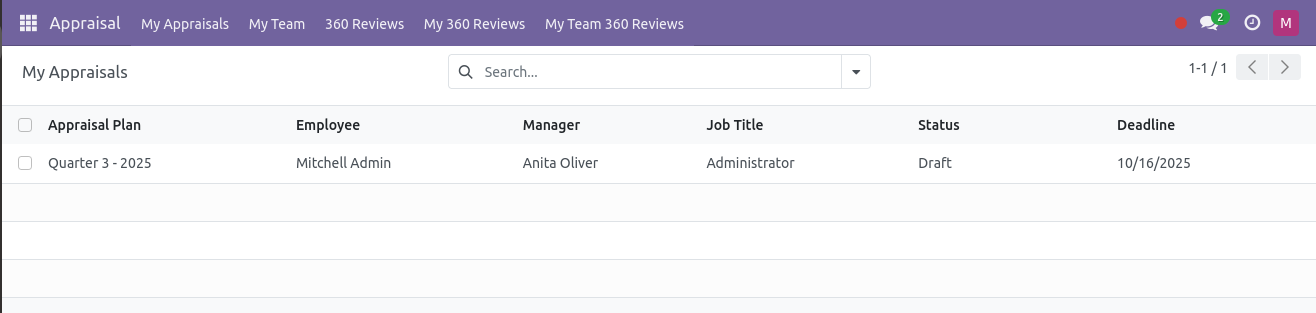 Appraisal My Appraisals My Team 360 Reviews My 360 Reviews My Team 360 Reviews 2 M
My Appraisals Search... 1-1 / 1
Appraisal Plan Employee Manager Job Title Status Deadline
Quarter 3 - 2025 Mitchell Admin Anita Oliver Administrator Draft 10/16/2025